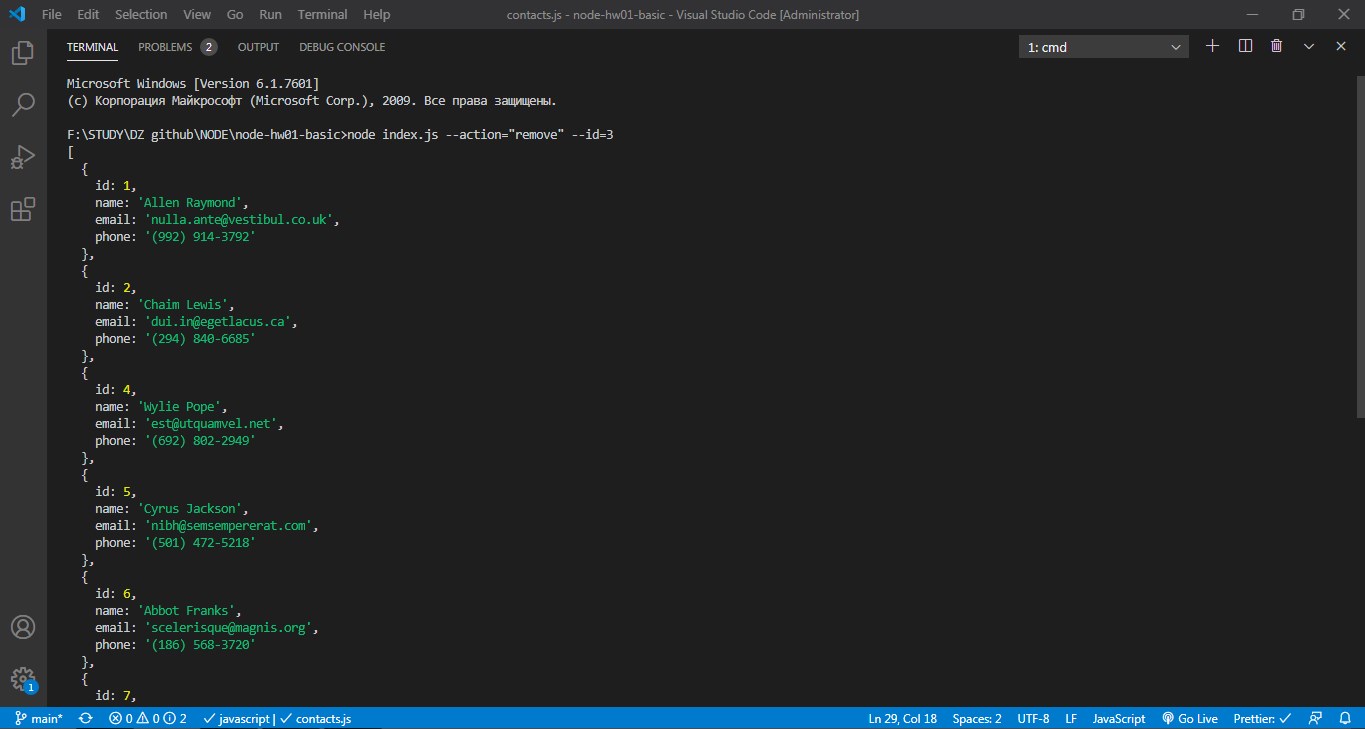 File Edit Selection View Go Run Terminal Help contacts.js - node-hw01-basic - Visual Studio Code [Administrator]
TERMINAL PROBLEMS 2 OUTPUT DEBUG CONSOLE 1: cmd
Microsoft Windows [Version 6.1.7601]
(c) Корпорация Майкрософт (Microsoft Corp.), 2009. Все права защищены.
F:\STUDY\DZ github\NODE\node-hw01-basic>node index.js --action="remove" --id=3
[
  {
    id: 1,
    name: 'Allen Raymond',
    email: 'nulla.ante@vestibul.co.uk',
    phone: '(992) 914-3792'
  },
  {
    id: 2,
    name: 'Chaim Lewis',
    email: 'dui.in@egetlacus.ca',
    phone: '(294) 840-6685'
  },
  {
    id: 4,
    name: 'Wylie Pope',
    email: 'est@utquamvel.net',
    phone: '(692) 802-2949'
  },
  {
    id: 5,
    name: 'Cyrus Jackson',
    email: 'nibh@semsempererat.com',
    phone: '(501) 472-5218'
  },
  {
    id: 6,
    name: 'Abbot Franks',
    email: 'scelerisque@magnis.org',
    phone: '(186) 568-3720'
  },
  {
    id: 7,
1
main* 0 0 2 javascript | contacts.js Ln 29, Col 18 Spaces: 2 UTF-8 LF JavaScript Go Live Prettier: